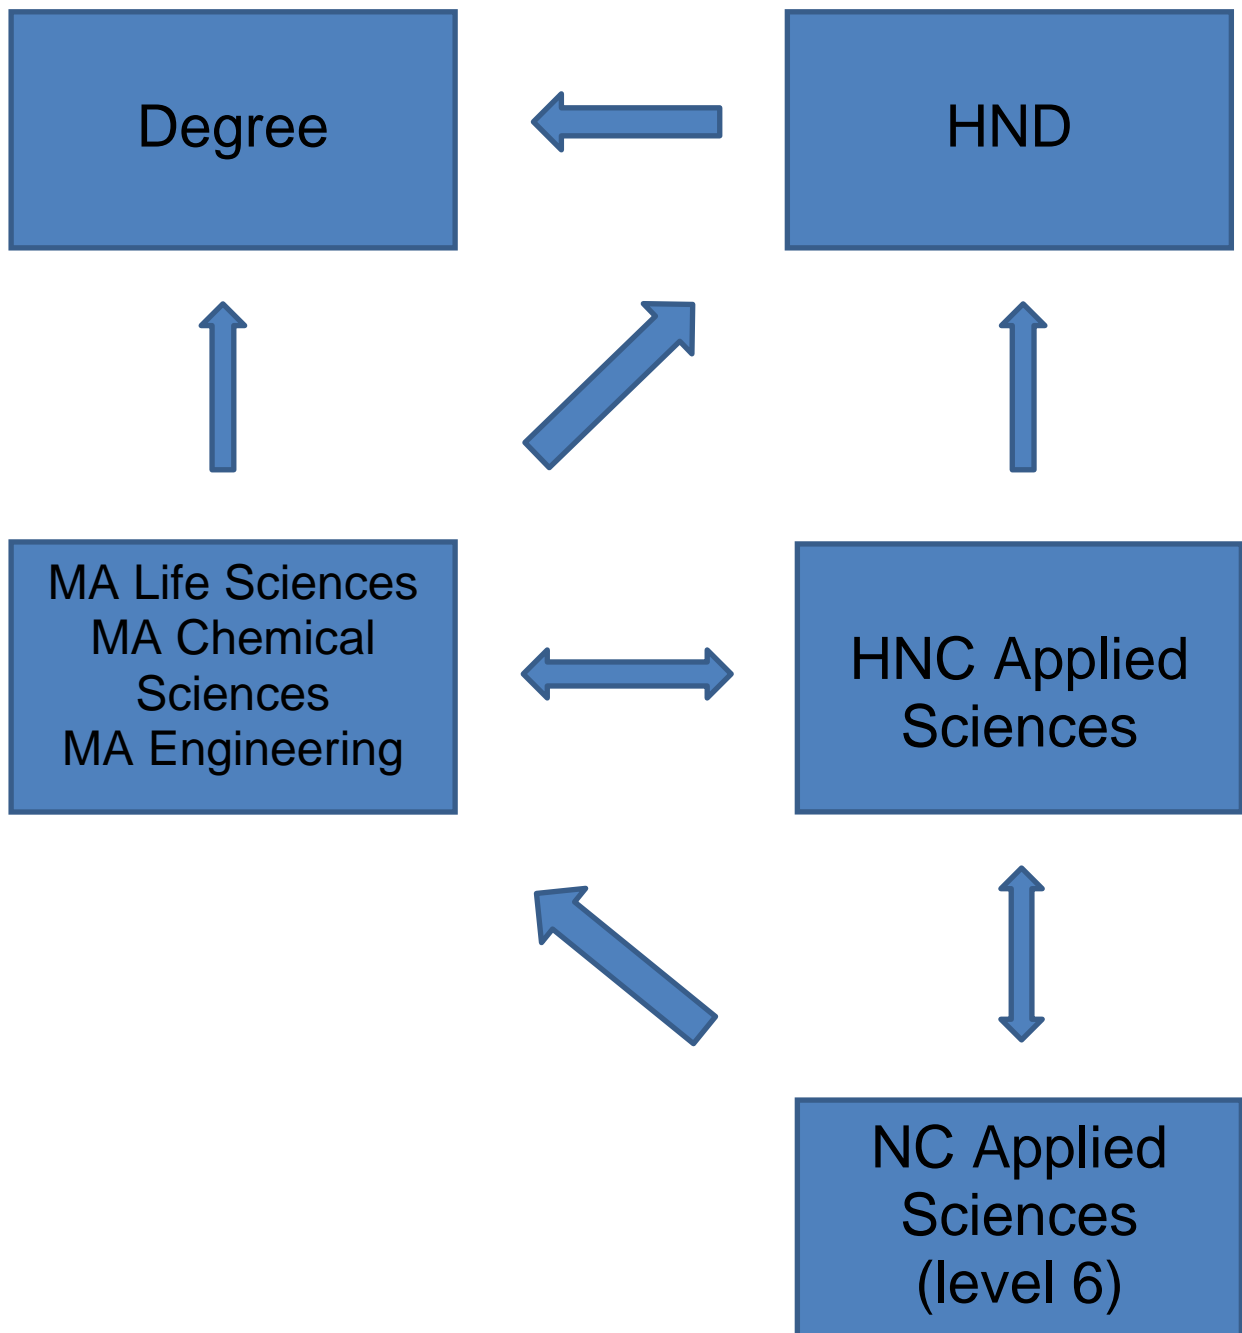 Degree
HND
MA Life Sciences
MA Chemical
Sciences
MA Engineering
HNC Applied
Sciences
NC Applied
Sciences
(level 6)